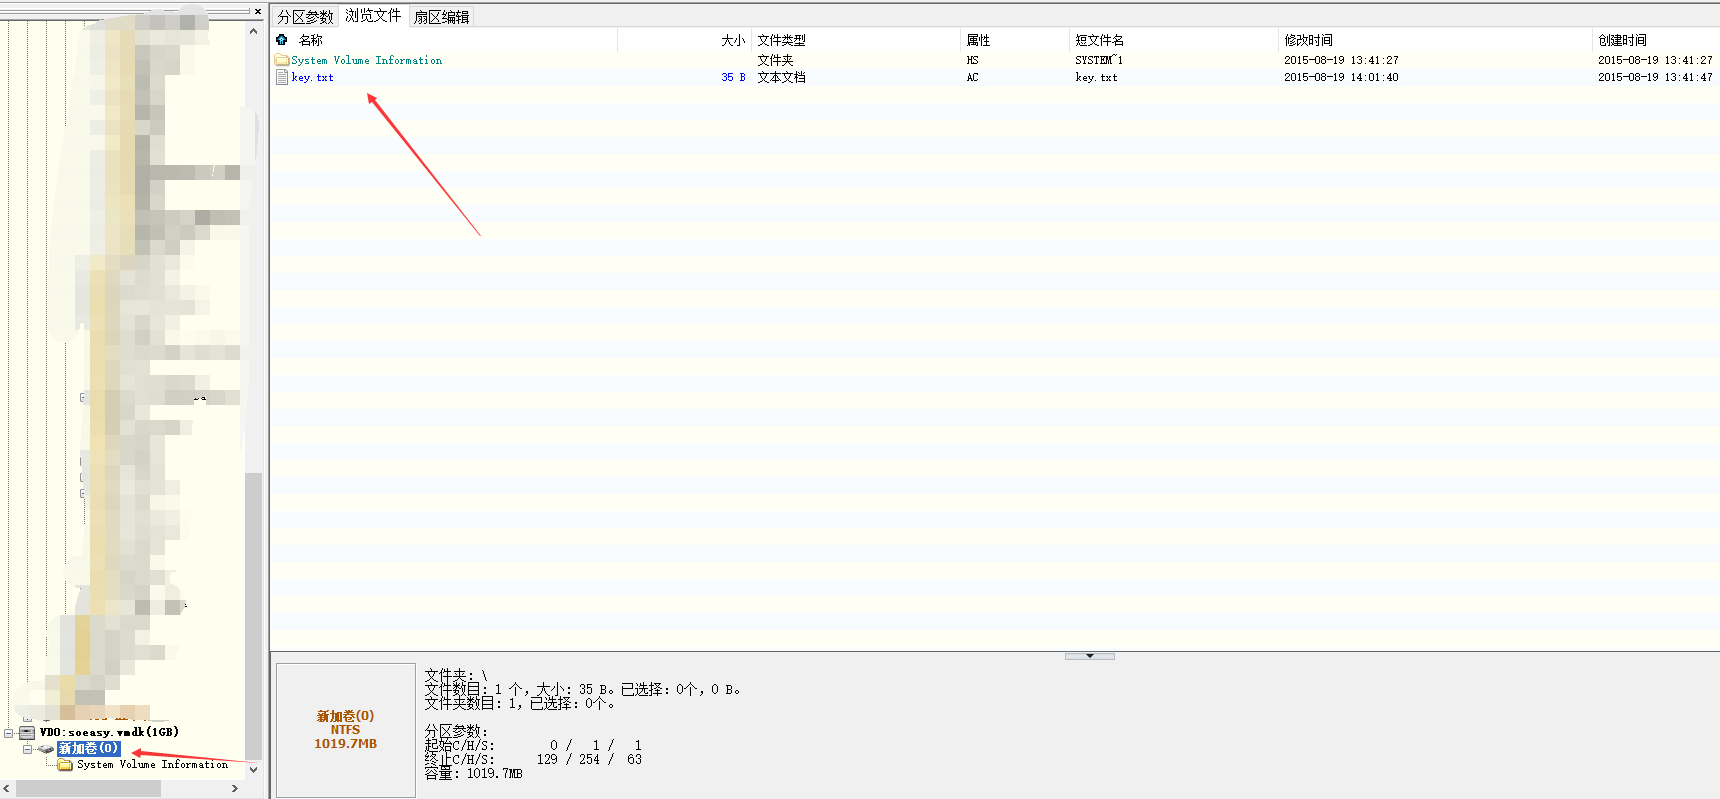 分区参数 浏览文件 扇区编辑
名称 大小 文件类型 属性 短文件名 修改时间 创建时间
System Volume Information 文件夹 HS SYSTEM~1 2015-08-19 13:41:27 2015-08-19 13:41:27
key.txt 35 B 文本文档 AC key.txt 2015-08-19 14:01:40 2015-08-19 13:41:47
VD0:soeasy.vmdk(1GB)
新加卷(0)
System Volume Information
新加卷(0)
NTFS
1019.7MB
文件夹: \
文件数目: 1 个, 大小: 35 B。已选择: 0个, 0 B。
文件夹数目: 1, 已选择: 0个。
分区参数:
起始C/H/S: 0 / 1 / 1
终止C/H/S: 129 / 254 / 63
容量: 1019.7MB